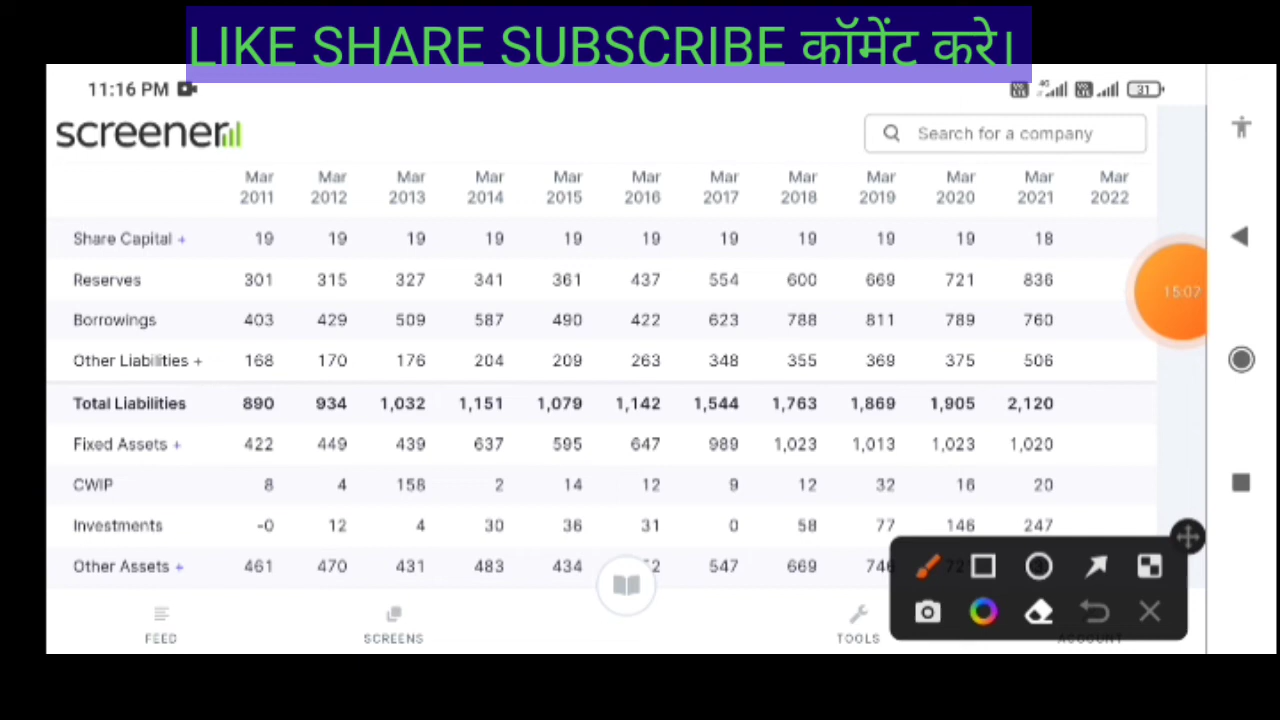 LIKE SHARE SUBSCRIBE कॉमेंट करे।
11:16 PM 4G 31
screener Search for a company
Mar Mar Mar Mar Mar Mar Mar Mar Mar Mar Mar Mar
2011 2012 2013 2014 2015 2016 2017 2018 2019 2020 2021 2022
Share Capital + 19 19 19 19 19 19 19 19 19 19 18
Reserves 301 315 327 341 361 437 554 600 669 721 836
15:07
Borrowings 403 429 509 587 490 422 623 788 811 789 760
Other Liabilities + 168 170 176 204 209 263 348 355 369 375 506
Total Liabilities 890 934 1,032 1,151 1,079 1,142 1,544 1,763 1,869 1,905 2,120
Fixed Assets + 422 449 439 637 595 647 989 1,023 1,013 1,023 1,020
CWIP 8 4 158 2 14 12 9 12 32 16 20
Investments -0 12 4 30 36 31 0 58 77 146 247
Other Assets + 461 470 431 483 434 547 669
FEED SCREENS TOOLS ACCOUNT